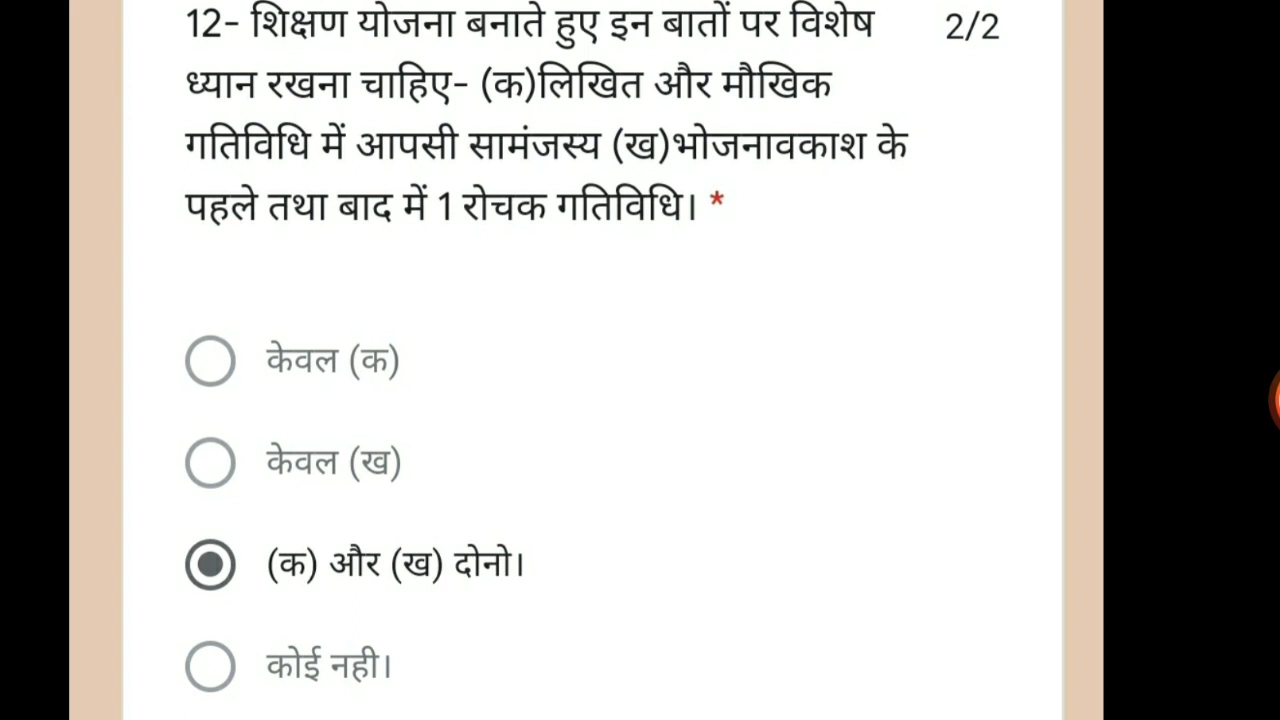 12- शिक्षण योजना बनाते हुए इन बातों पर विशेष 2/2
ध्यान रखना चाहिए- (क)लिखित और मौखिक
गतिविधि में आपसी सामंजस्य (ख)भोजनावकाश के
पहले तथा बाद में 1 रोचक गतिविधि। *
केवल (क)
केवल (ख)
(क) और (ख) दोनो।
कोई नही।